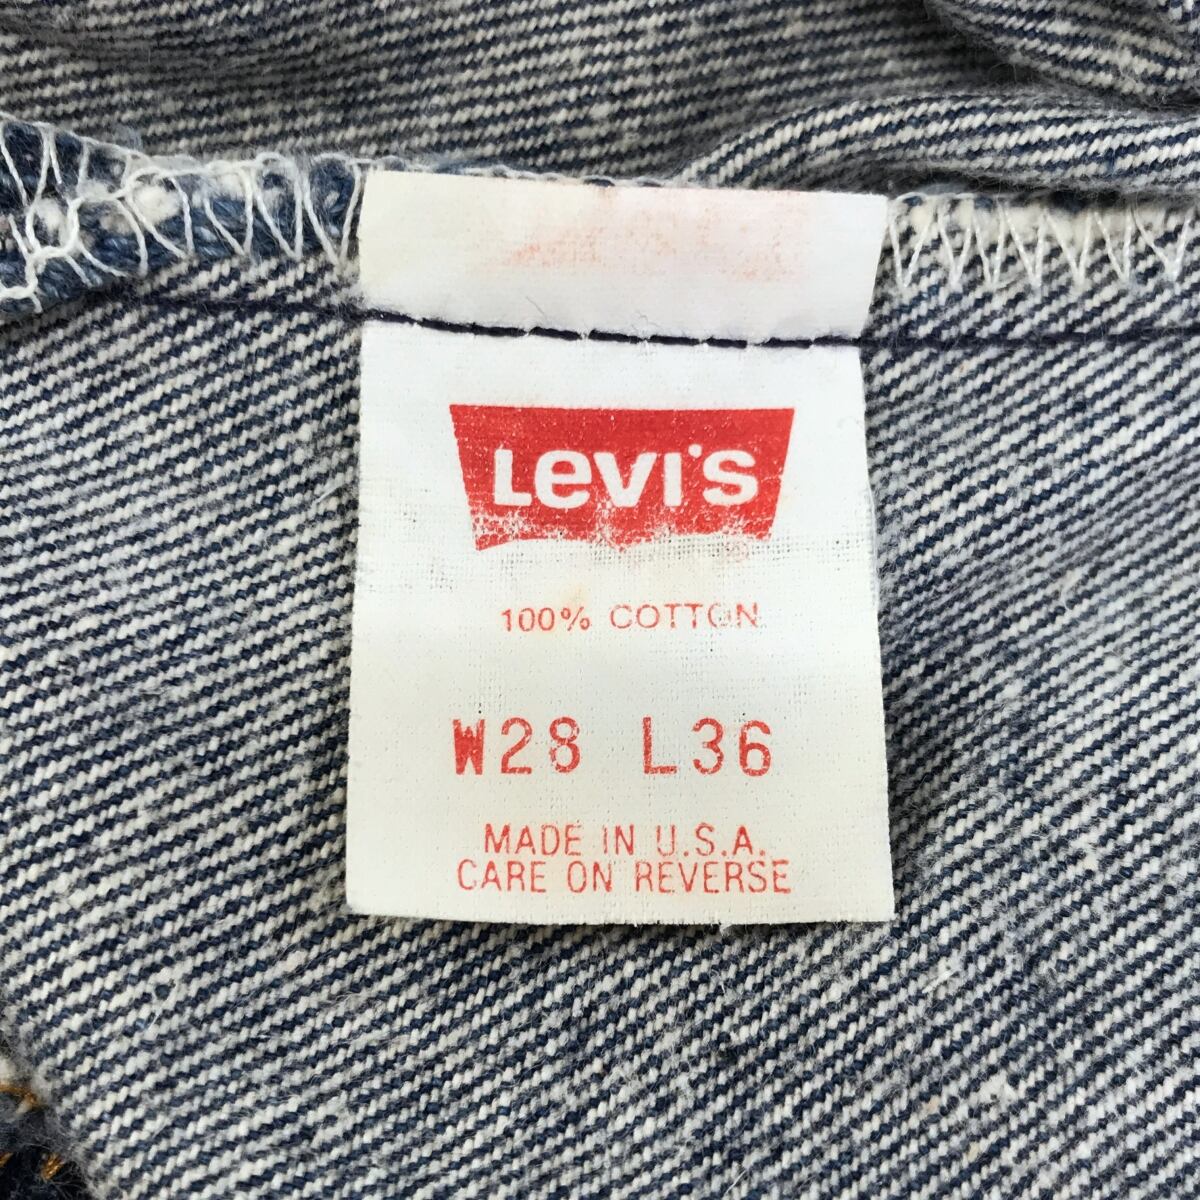 Levi's
100% COTTON
W28 L36
MADE IN U.S.A.
CARE ON REVERSE